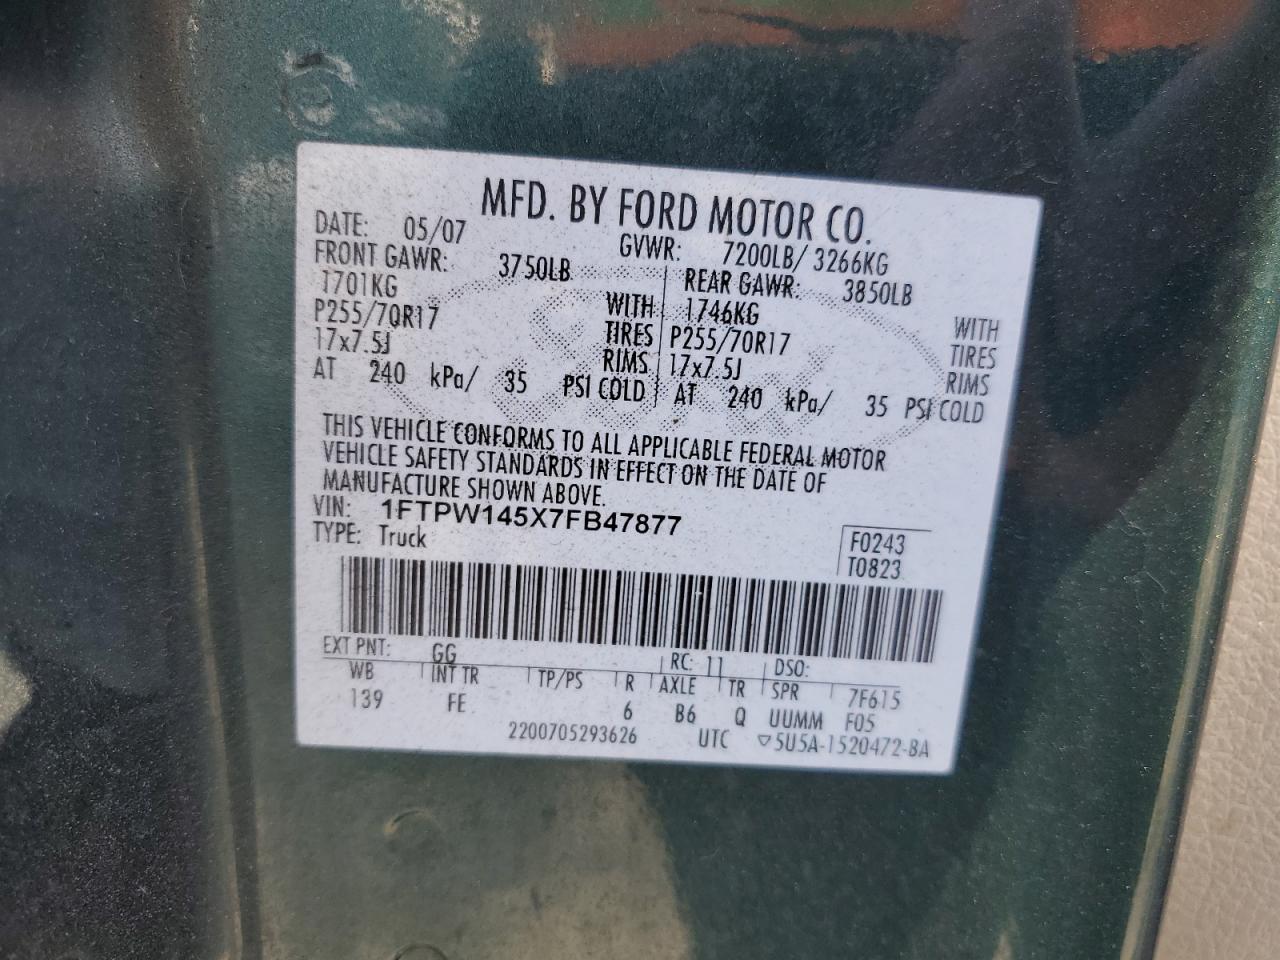 MFD. BY FORD MOTOR CO.
DATE: 05/07 GVWR: 7200LB/ 3266KG
FRONT GAWR: 3750LB REAR GAWR: 3850LB
1701KG WITH 1746KG WITH
P255/70R17 TIRES P255/70R17 TIRES
17x7.5J RIMS 17x7.5J RIMS
AT 240 kPa/ 35 PSI COLD AT 240 kPa/ 35 PSI COLD
THIS VEHICLE CONFORMS TO ALL APPLICABLE FEDERAL MOTOR
VEHICLE SAFETY STANDARDS IN EFFECT ON THE DATE OF
MANUFACTURE SHOWN ABOVE.
VIN: 1FTPW145X7FB47877
TYPE: Truck
F0243
T0823
EXT PNT: GG RC: 11 DSO:
WB INT TR TP/PS R AXLE TR SPR 7F615
139 FE 6 B6 Q UUMM F05
2200705293626 UTC ▽5U5A-1520472-BA